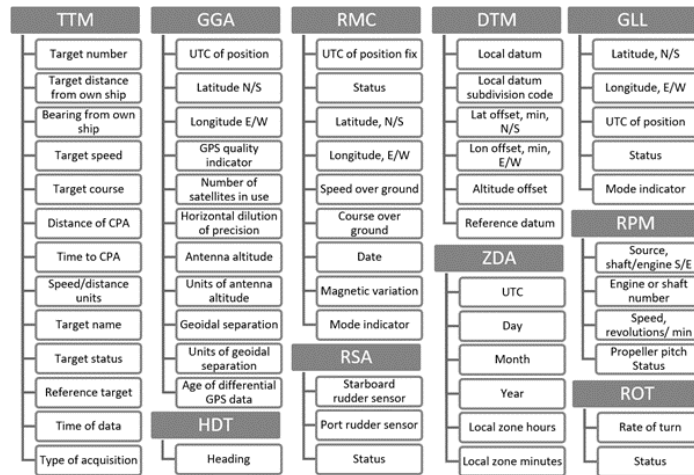 TTM
Target number
Target distance
from own ship
Bearing from own
ship
Target speed
Target course
Distance of CPA
Time to CPA
Speed/distance
units
Target name
Target status
Reference target
Time of data
Type of acquisition
GGA
UTC of position
Latitude N/S
Longitude E/W
GPS quality
indicator
Number of
satellites in use
Horizontal dilution
of precision
Antenna altitude
Units of antenna
altitude
Geoidal separation
Units of geoidal
separation
Age of differential
GPS data
HDT
Heading
RMC
UTC of position fix
Status
Latitude, N/S
Longitude, E/W
Speed over ground
Course over
ground
Date
Magnetic variation
Mode indicator
RSA
Starboard
rudder sensor
Port rudder sensor
Status
DTM
Local datum
Local datum
subdivision code
Lat offset, min,
N/S
Lon offset, min,
E/W
Altitude offset
Reference datum
ZDA
UTC
Day
Month
Year
Local zone hours
Local zone minutes
GLL
Latitude, N/S
Longitude, E/W
UTC of position
Status
Mode indicator
RPM
Source,
shaft/engine S/E
Engine or shaft
number
Speed,
revolutions/ min
Propeller pitch
Status
ROT
Rate of turn
Status